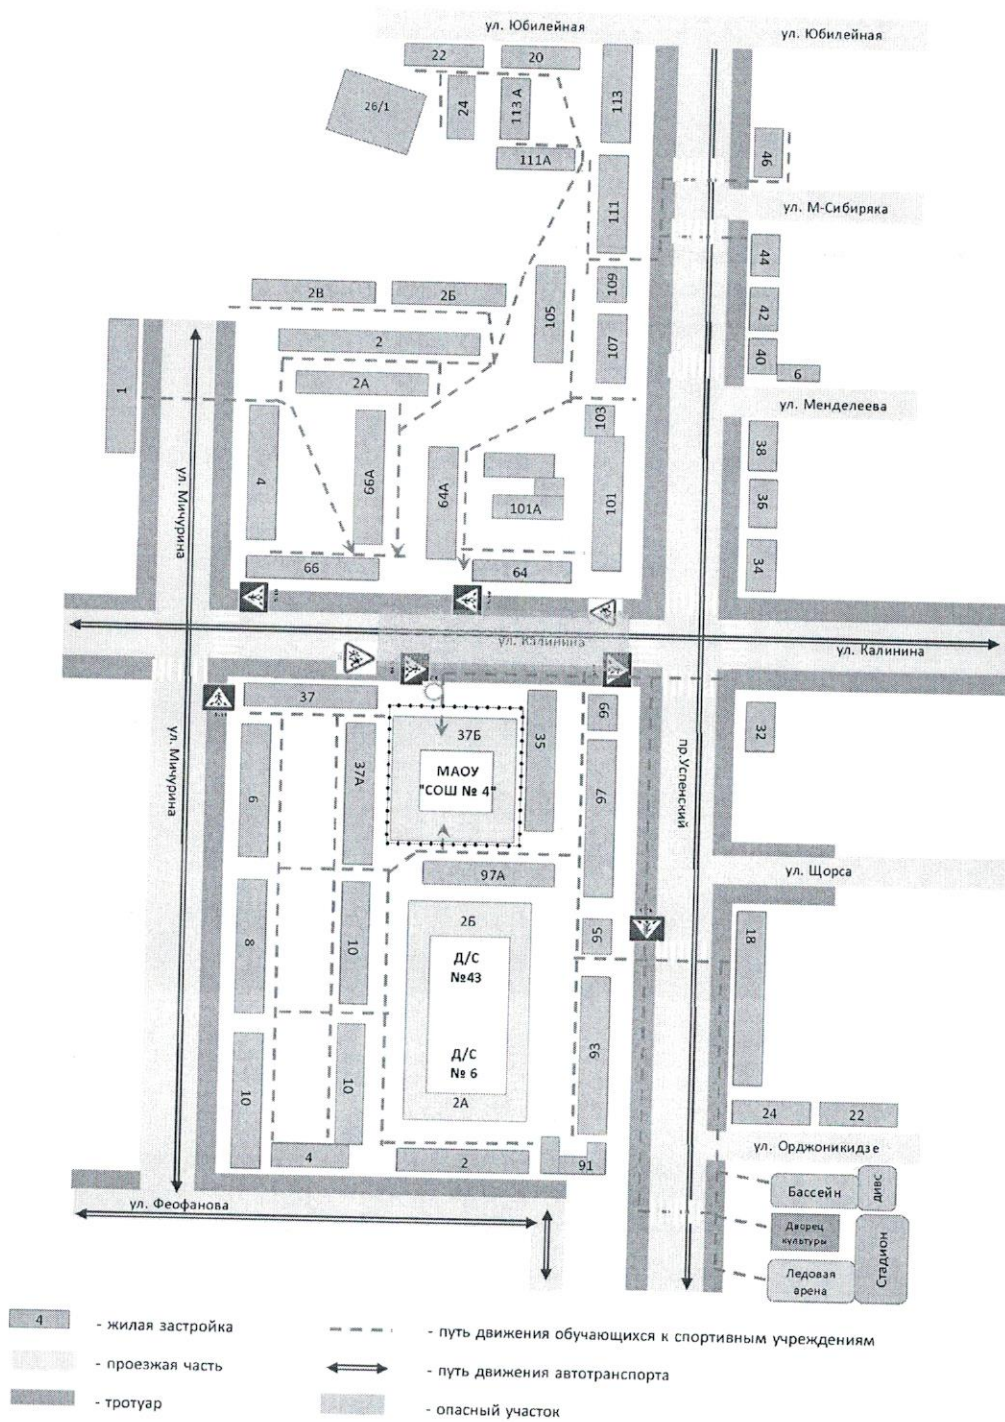 ул. Юбилейная
ул. Юбилейная
22
20
26/1
24
113 А
113
111А
46
111
ул. М-Сибиряка
44
109
2В
2Б
105
42
107
2
40
6
1
2А
ул. Менделеева
103
38
4
66А
64А
101
36
101А
ул. Мичурина
34
66
64
ул. Калинина
ул. Калинина
37
99
32
37Б
35
6
37А
МАОУ
"СОШ № 4"
97
пр.Успенский
ул. Мичурина
97А
ул. Щорса
2Б
8
10
95
18
Д/С
№43
93
10
10
Д/С
№ 6
2А
24
22
4
2
91
ул. Орджоникидзе
Бассейн
ДИВС
ул. Феофанова
Дворец
культуры
Стадион
Ледовая
арена
4
- жилая застройка
- путь движения обучающихся к спортивным учреждениям
- проезжая часть
- путь движения автотранспорта
- тротуар
- опасный участок